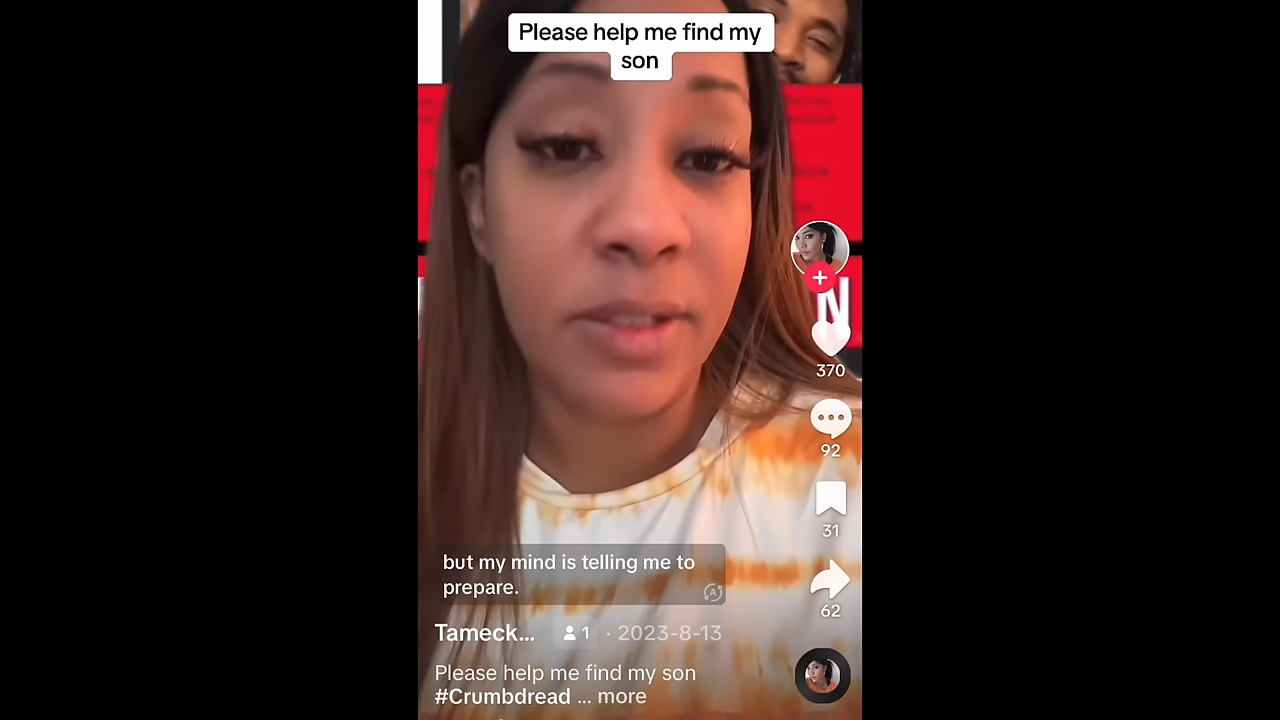 Please help me find my
son
N
370
92
31
but my mind is telling me to
prepare.
62
Tameck... 1 · 2023-8-13
Please help me find my son
#Crumbdread ... more